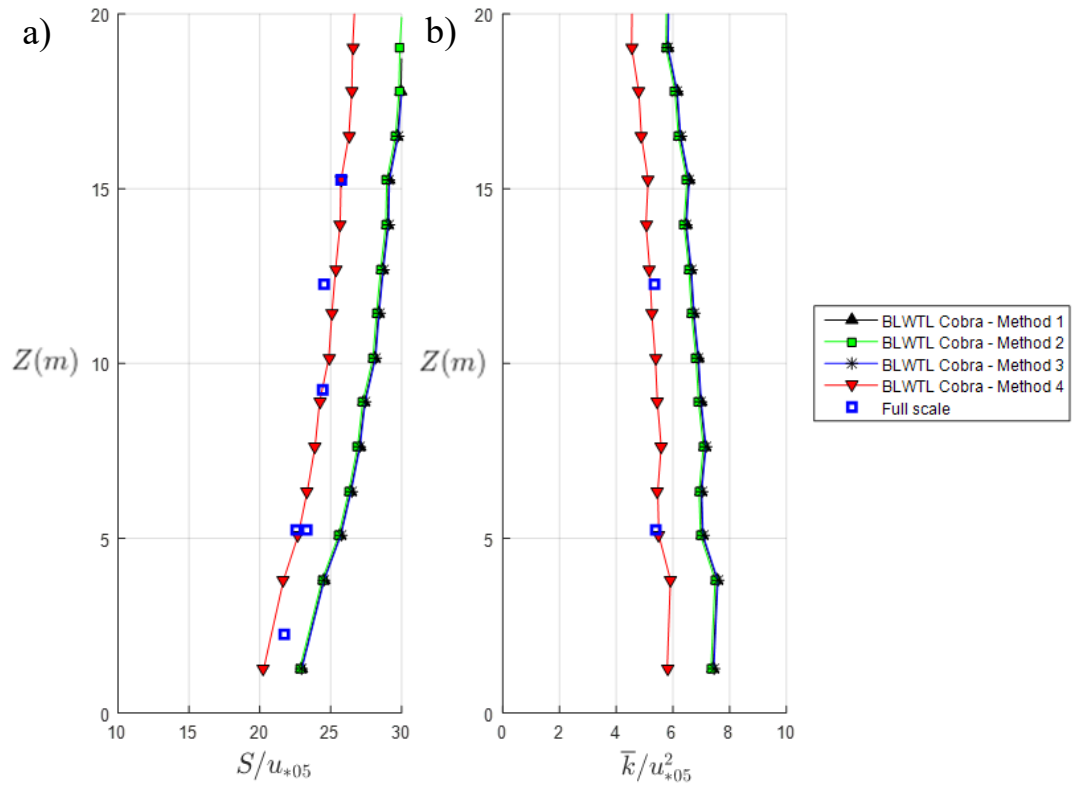 a)
20
15
10
5
0
Z(m)
10
15
20
25
30
S/u*05
b)
20
15
10
5
0
Z(m)
0
2
4
6
8
10
k̅/u²*05
BLWTL Cobra - Method 1
BLWTL Cobra - Method 2
BLWTL Cobra - Method 3
BLWTL Cobra - Method 4
Full scale